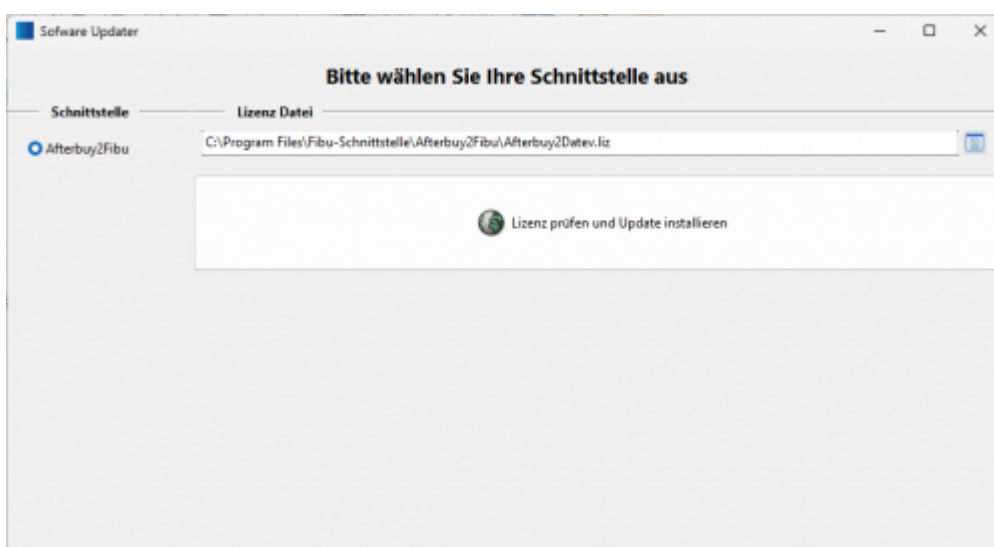 Sofware Updater
Bitte wählen Sie Ihre Schnittstelle aus
Schnittstelle
Lizenz Datei
Afterbuy2Fibu
C:\Program Files\Fibu-Schnittstelle\Afterbuy2Fibu\Afterbuy2Datev.liz
Lizenz prüfen und Update installieren